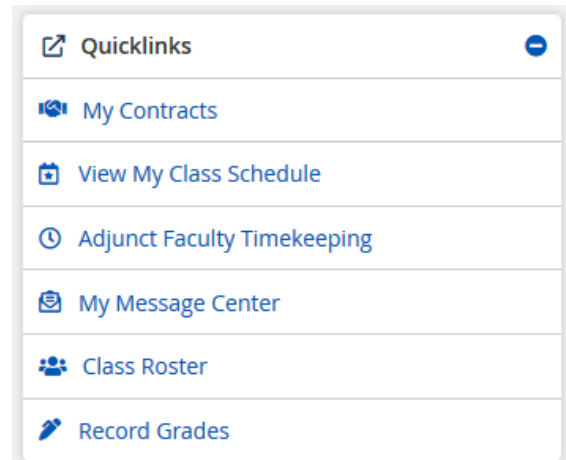 Quicklinks
My Contracts
View My Class Schedule
Adjunct Faculty Timekeeping
My Message Center
Class Roster
Record Grades